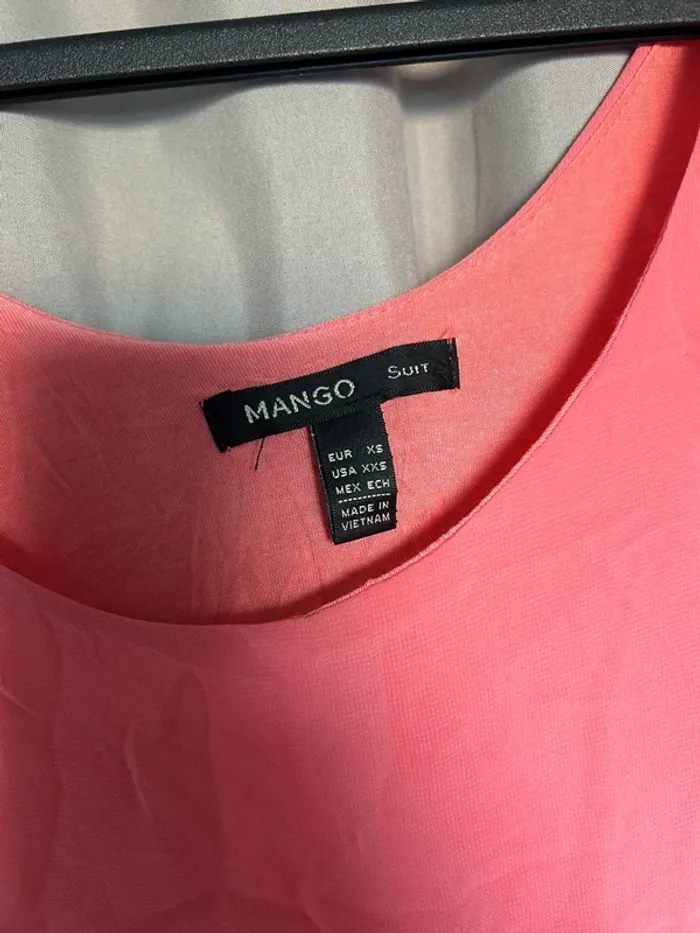 MANGO SUIT
EUR XS
USA XXS
MEX ECH
MADE IN
VIETNAM